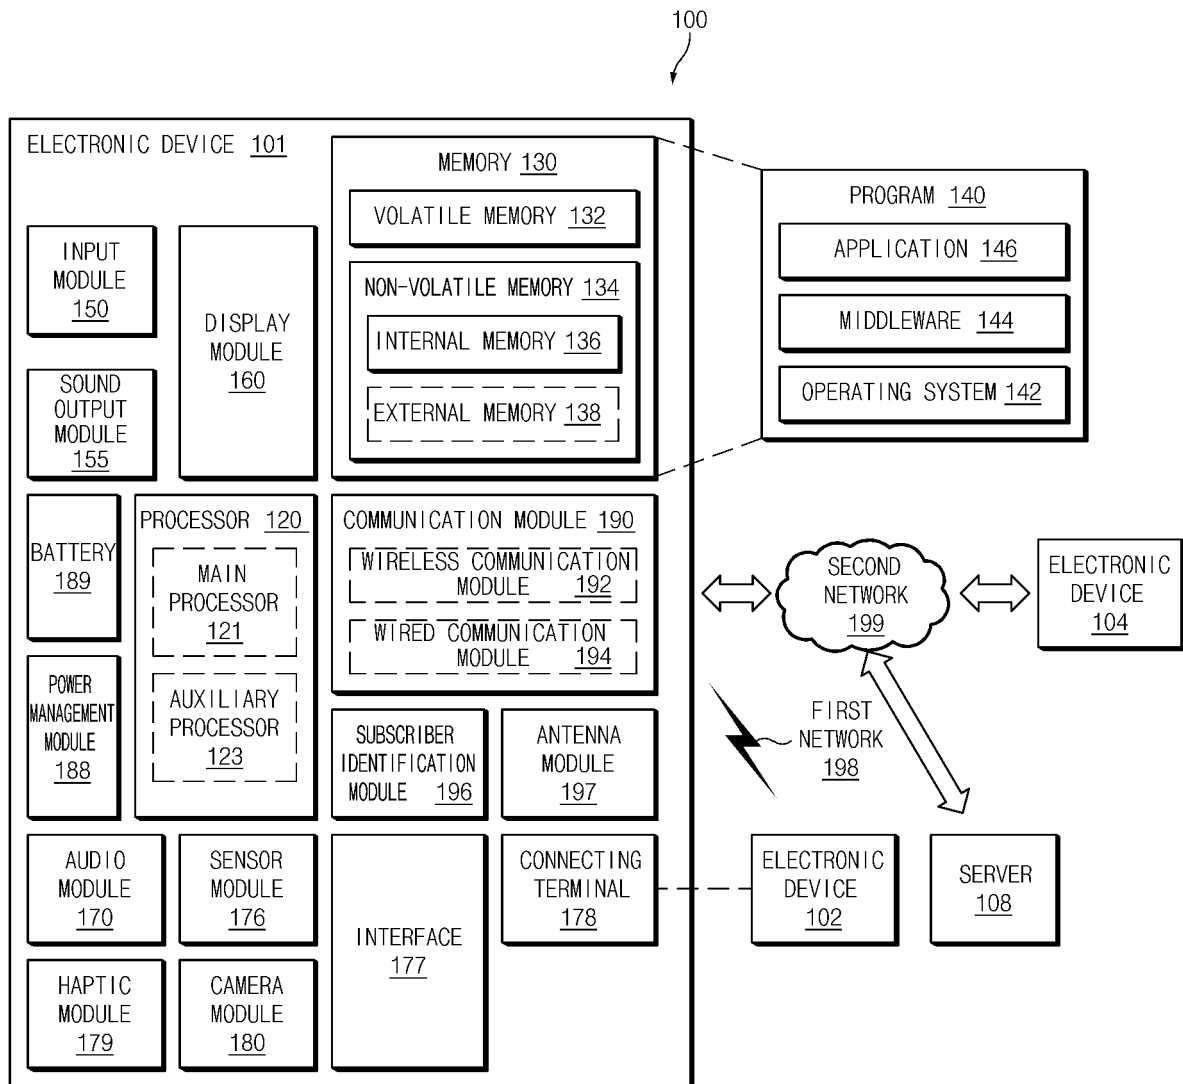 100
ELECTRONIC DEVICE 101
MEMORY 130
VOLATILE MEMORY 132
NON-VOLATILE MEMORY 134
INTERNAL MEMORY 136
EXTERNAL MEMORY 138
PROGRAM 140
APPLICATION 146
MIDDLEWARE 144
OPERATING SYSTEM 142
INPUT
MODULE
150
DISPLAY
MODULE
160
SOUND
OUTPUT
MODULE
155
BATTERY
189
PROCESSOR 120
MAIN
PROCESSOR
121
AUXILIARY
PROCESSOR
123
COMMUNICATION MODULE 190
WIRELESS COMMUNICATION
MODULE 192
WIRED COMMUNICATION
MODULE 194
SECOND
NETWORK
199
ELECTRONIC
DEVICE
104
POWER
MANAGEMENT
MODULE
188
SUBSCRIBER
IDENTIFICATION
MODULE 196
ANTENNA
MODULE
197
FIRST
NETWORK
198
AUDIO
MODULE
170
SENSOR
MODULE
176
INTERFACE
177
CONNECTING
TERMINAL
178
ELECTRONIC
DEVICE
102
SERVER
108
HAPTIC
MODULE
179
CAMERA
MODULE
180